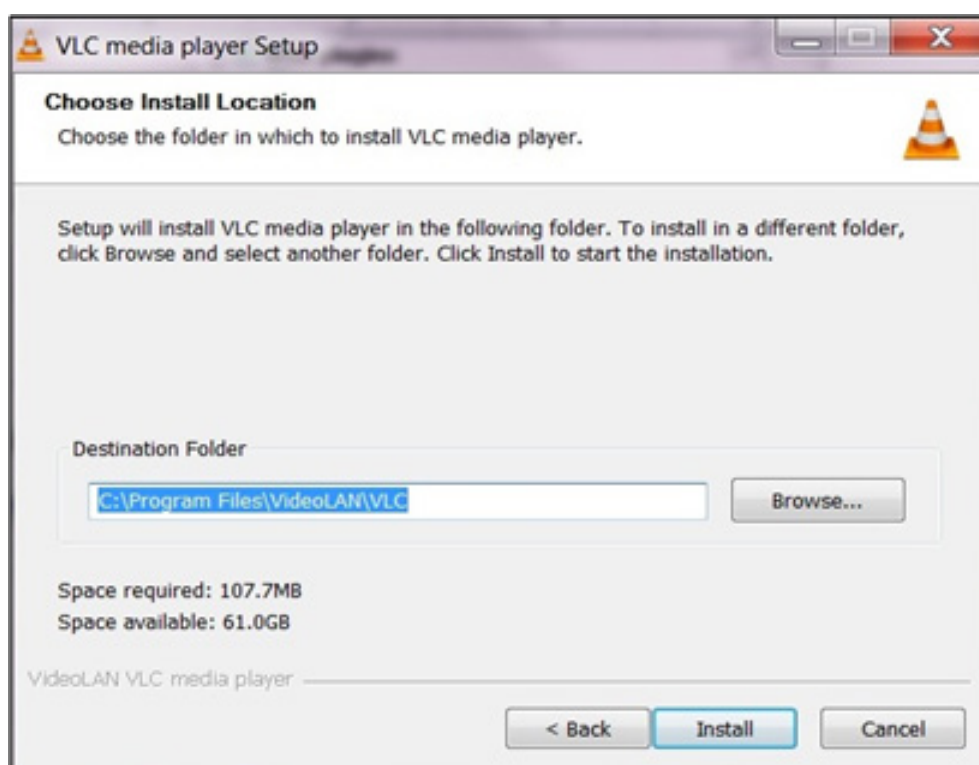 VLC media player Setup
Choose Install Location
Choose the folder in which to install VLC media player.
Setup will install VLC media player in the following folder. To install in a different folder,
click Browse and select another folder. Click Install to start the installation.
Destination Folder
C:\Program Files\VideoLAN\VLC
Browse...
Space required: 107.7MB
Space available: 61.0GB
VideoLAN VLC media player
< Back
Install
Cancel